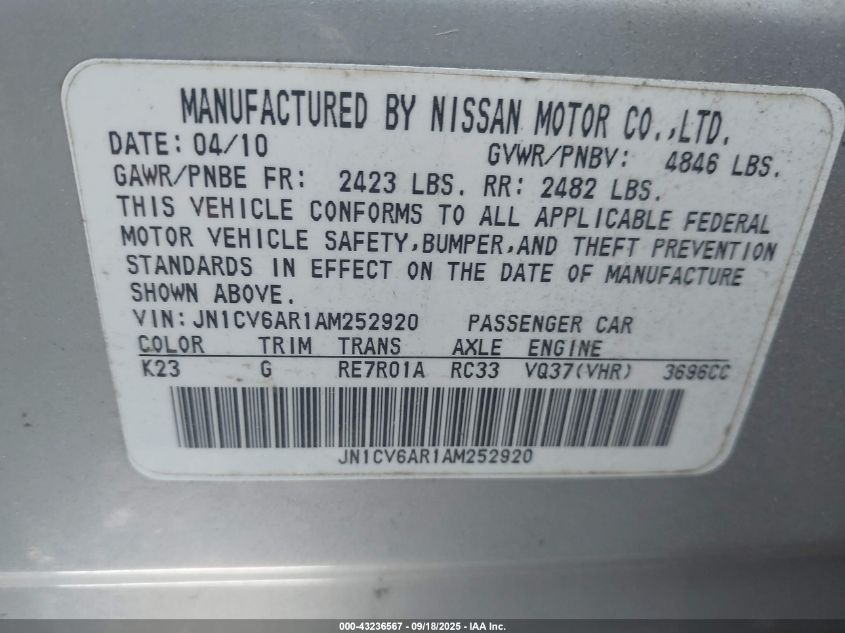 MANUFACTURED BY NISSAN MOTOR CO.,LTD.
DATE: 04/10 GVWR/PNBV: 4846 LBS.
GAWR/PNBE FR: 2423 LBS. RR: 2482 LBS.
THIS VEHICLE CONFORMS TO ALL APPLICABLE FEDERAL
MOTOR VEHICLE SAFETY,BUMPER,AND THEFT PREVENTION
STANDARDS IN EFFECT ON THE DATE OF MANUFACTURE
SHOWN ABOVE.
VIN: JN1CV6AR1AM252920 PASSENGER CAR
COLOR TRIM TRANS AXLE ENGINE
K23 G RE7R01A RC33 VQ37(VHR) 3696CC
JN1CV6AR1AM252920
000-43236567 - 09/18/2025 - IAA Inc.